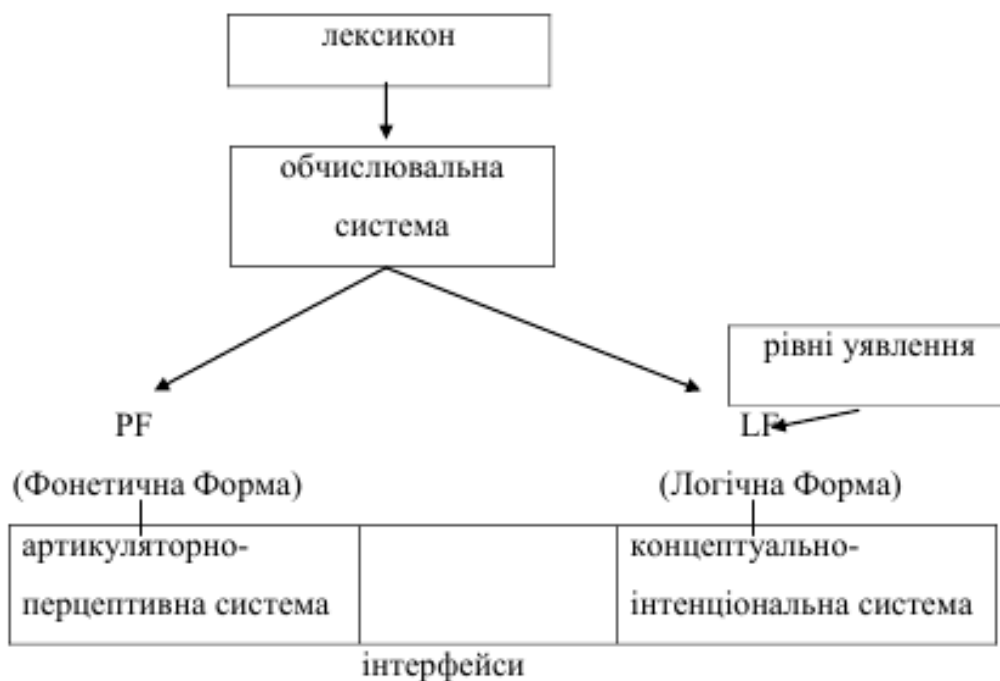 лексикон
обчислювальна
система
рівні уявлення
PF
LF
(Фонетична Форма)
(Логічна Форма)
артикуляторно-
перцептивна система
концептуально-
інтенціональна система
інтерфейси